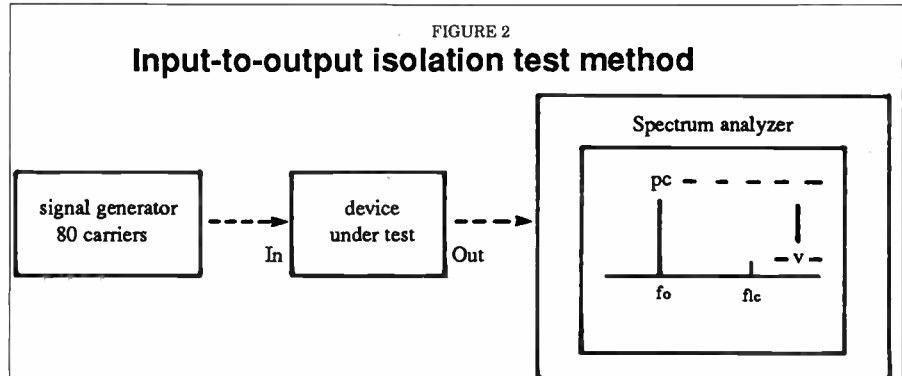 FIGURE 2
Input-to-output isolation test method
Spectrum analyzer
pc
signal generator
80 carriers
device
under test
In
Out
v
fo
flc